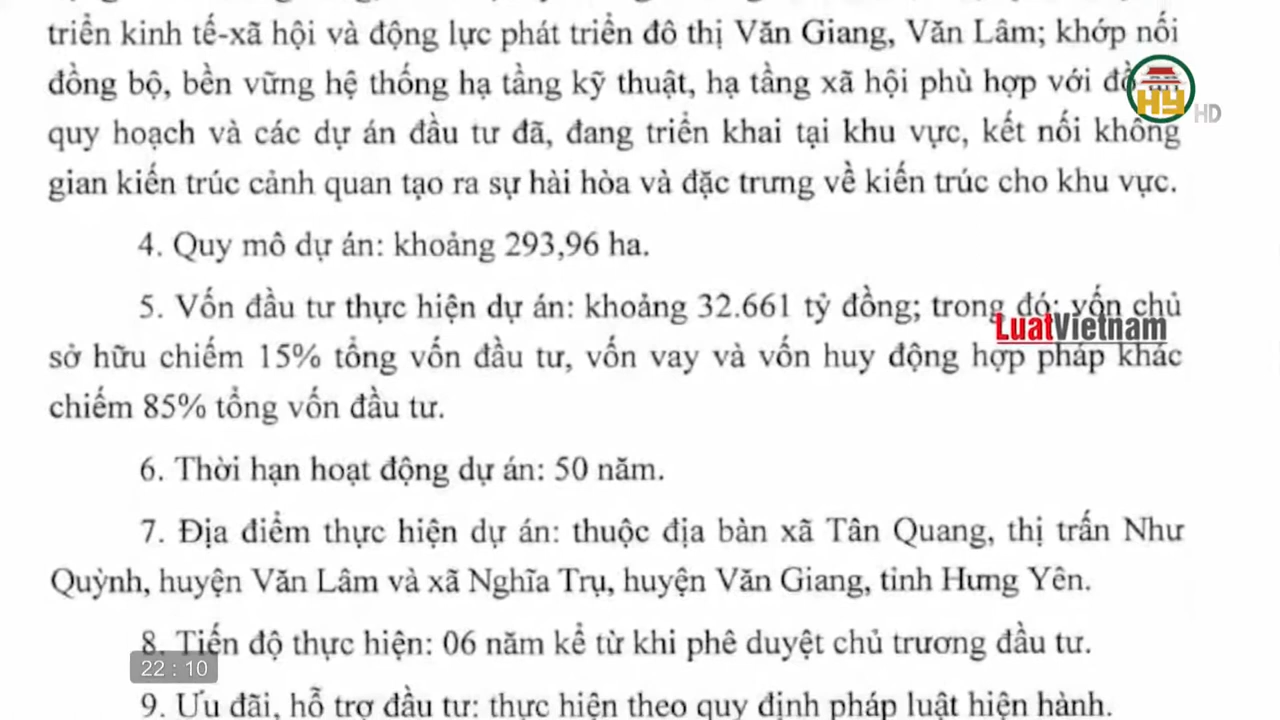 triển kinh tế-xã hội và động lực phát triển đô thị Văn Giang, Văn Lâm; khớp nối
đồng bộ, bền vững hệ thống hạ tầng kỹ thuật, hạ tầng xã hội phù hợp với đồ án
HY HD
quy hoạch và các dự án đầu tư đã, đang triển khai tại khu vực, kết nối không
gian kiến trúc cảnh quan tạo ra sự hài hòa và đặc trưng về kiến trúc cho khu vực.
4. Quy mô dự án: khoảng 293,96 ha.
5. Vốn đầu tư thực hiện dự án: khoảng 32.661 tỷ đồng; trong đó: vốn chủ
LuatVietnam
sở hữu chiếm 15% tổng vốn đầu tư, vốn vay và vốn huy động hợp pháp khác
chiếm 85% tổng vốn đầu tư.
6. Thời hạn hoạt động dự án: 50 năm.
7. Địa điểm thực hiện dự án: thuộc địa bàn xã Tân Quang, thị trấn Như
Quỳnh, huyện Văn Lâm và xã Nghĩa Trụ, huyện Văn Giang, tỉnh Hưng Yên.
8. Tiến độ thực hiện: 06 năm kể từ khi phê duyệt chủ trương đầu tư.
22 : 10
9. Ưu đãi, hỗ trợ đầu tư: thực hiện theo quy định pháp luật hiện hành.